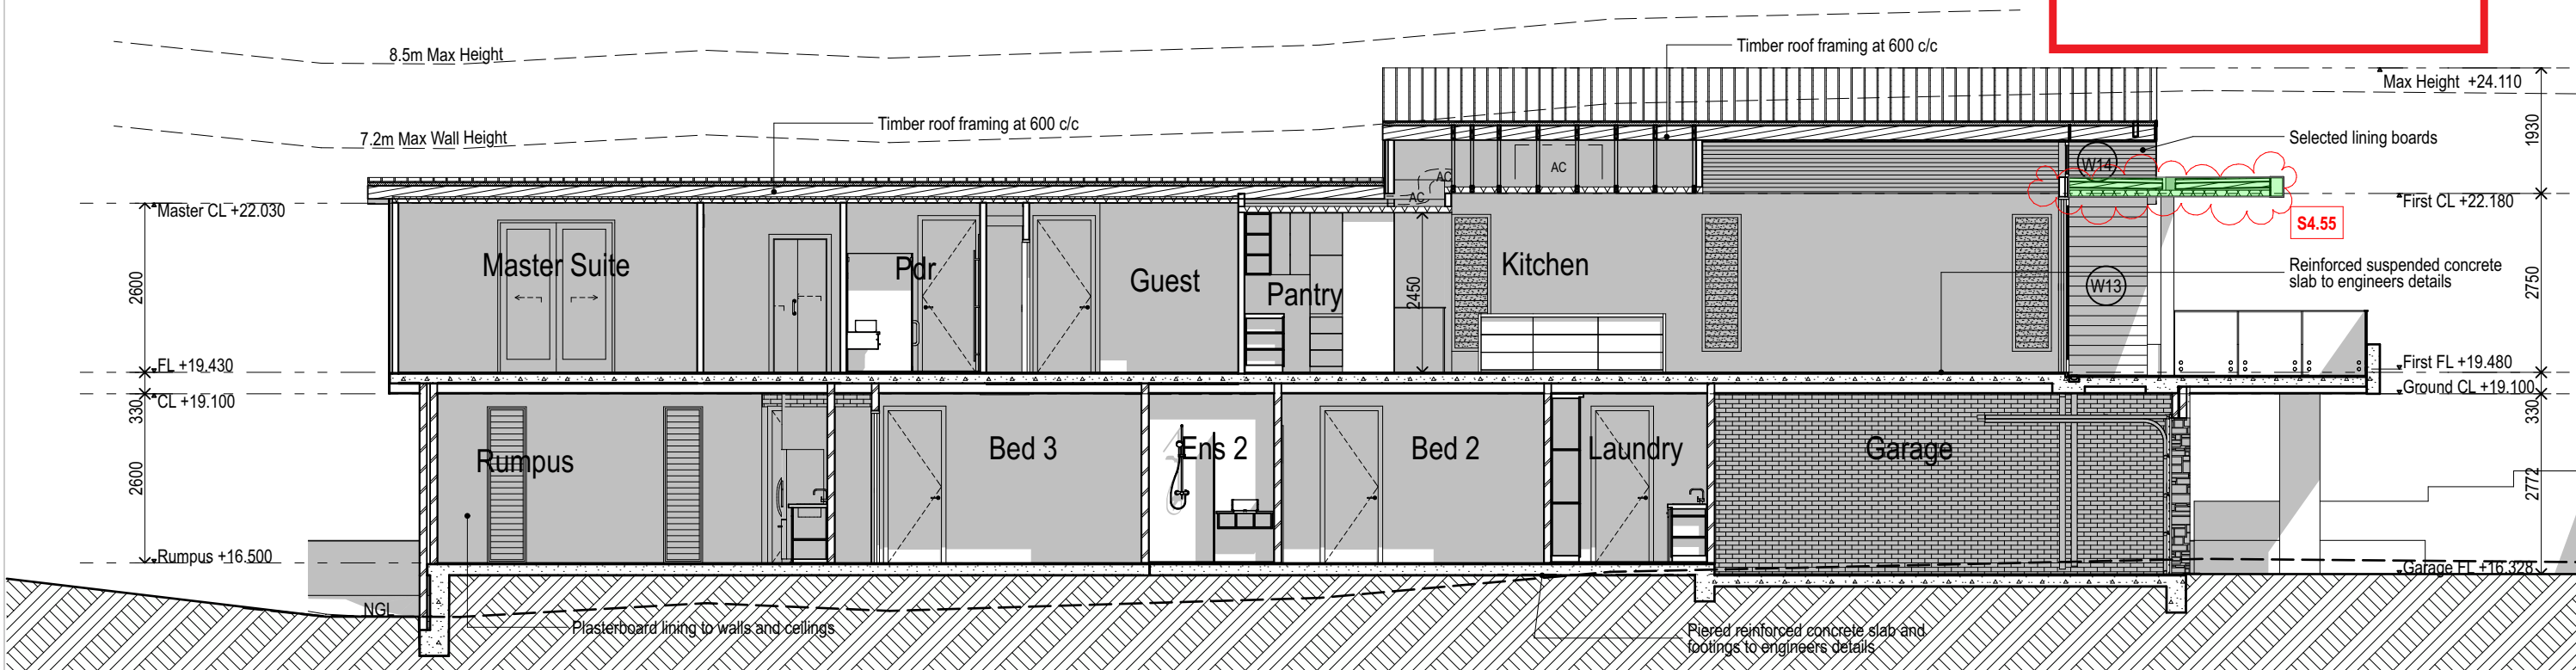 8.5m Max Height
Timber roof framing at 600 c/c
Max Height +24.110
7.2m Max Wall Height
Timber roof framing at 600 c/c
1930
Selected lining boards
AC
AC
AC
W14
Master CL +22.030
First CL +22.180
S4.55
Master Suite
Pdr
Guest
Pantry
Kitchen
2600
2450
W13
Reinforced suspended concrete
slab to engineers details
2750
FL +19.430
First FL +19.480
CL +19.100
Ground CL +19.100
330
330
Rumpus
Bed 3
Ens 2
Bed 2
Laundry
Garage
2600
2772
Rumpus +16.500
Garage FL +16.328
NGL
Plasterboard lining to walls and ceilings
Piered reinforced concrete slab and
footings to engineers details